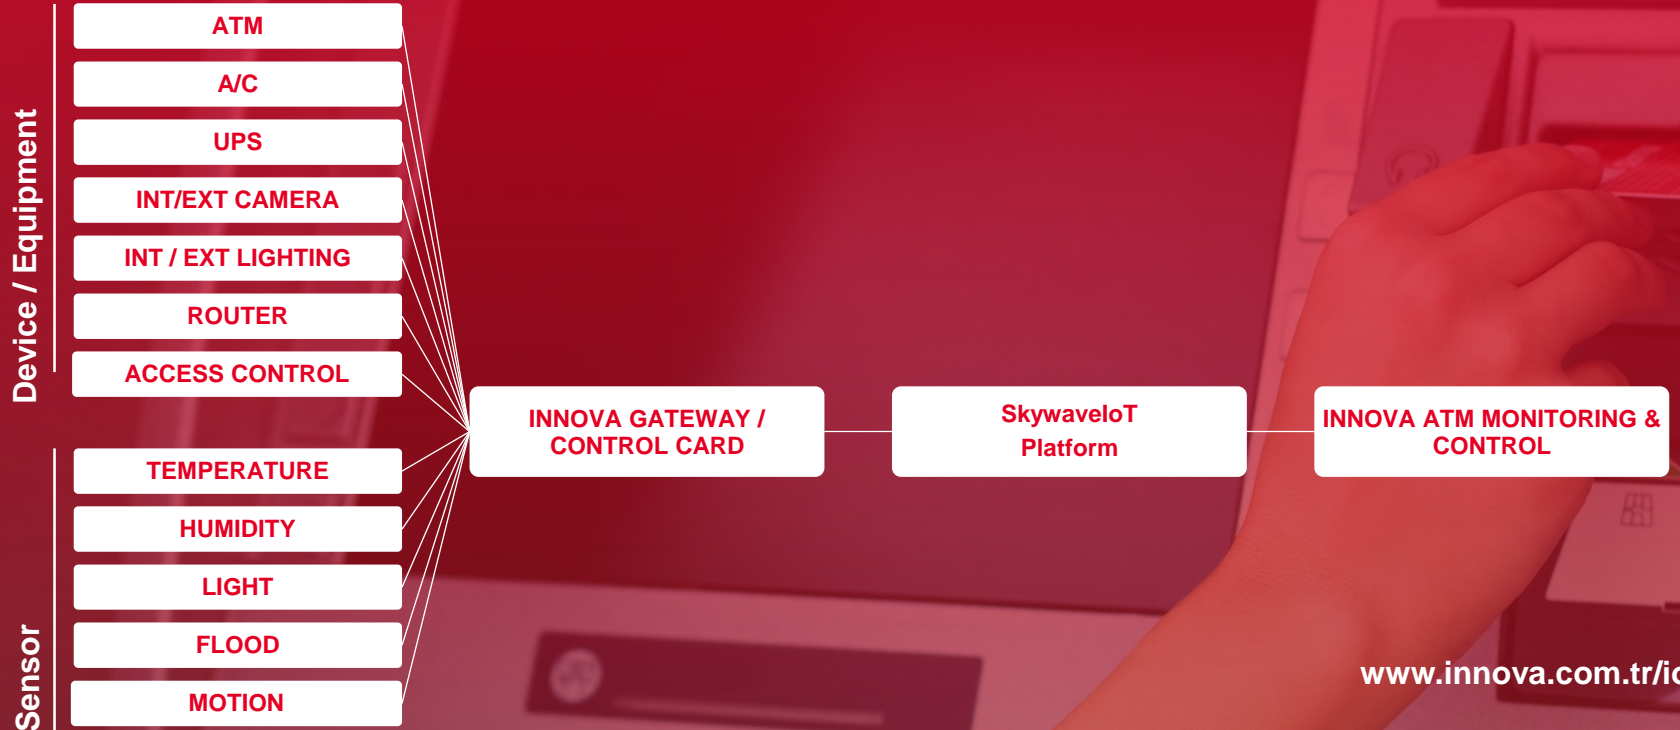 Device / Equipment
ATM
A/C
UPS
INT/EXT CAMERA
INT / EXT LIGHTING
ROUTER
ACCESS CONTROL
Sensor
TEMPERATURE
HUMIDITY
LIGHT
FLOOD
MOTION
INNOVA GATEWAY /
CONTROL CARD
SkywaveIoT
Platform
INNOVA ATM MONITORING &
CONTROL
www.innova.com.tr/io